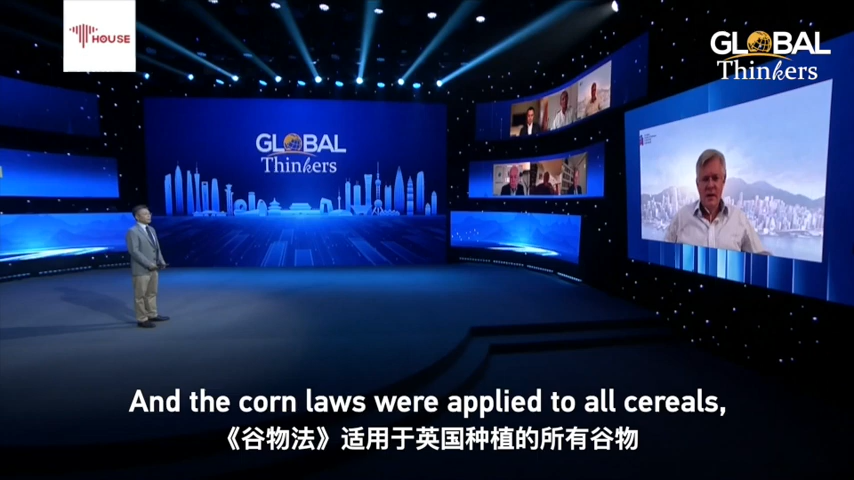 HOUSE
GLOBAL
Thinkers
GLOBAL
Thinkers
And the corn laws were applied to all cereals,
《谷物法》适用于英国种植的所有谷物